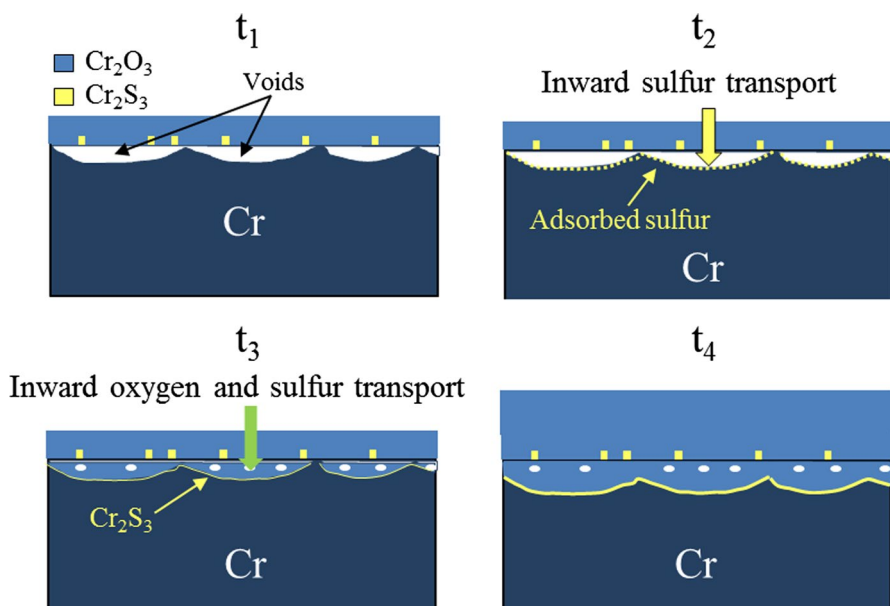 t₁
Cr₂O₃
Cr₂S₃
Voids
Cr
t₂
Inward sulfur transport
Adsorbed sulfur
Cr
t₃
Inward oxygen and sulfur transport
Cr₂S₃
Cr
t₄
Cr